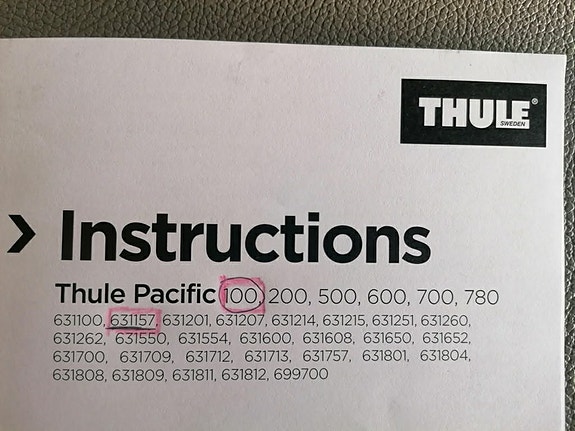 THULE®
SWEDEN
› Instructions
Thule Pacific 100, 200, 500, 600, 700, 780
631100, 631157, 631201, 631207, 631214, 631215, 631251, 631260,
631262, 631550, 631554, 631600, 631608, 631650, 631652,
631700, 631709, 631712, 631713, 631757, 631801, 631804,
631808, 631809, 631811, 631812, 699700